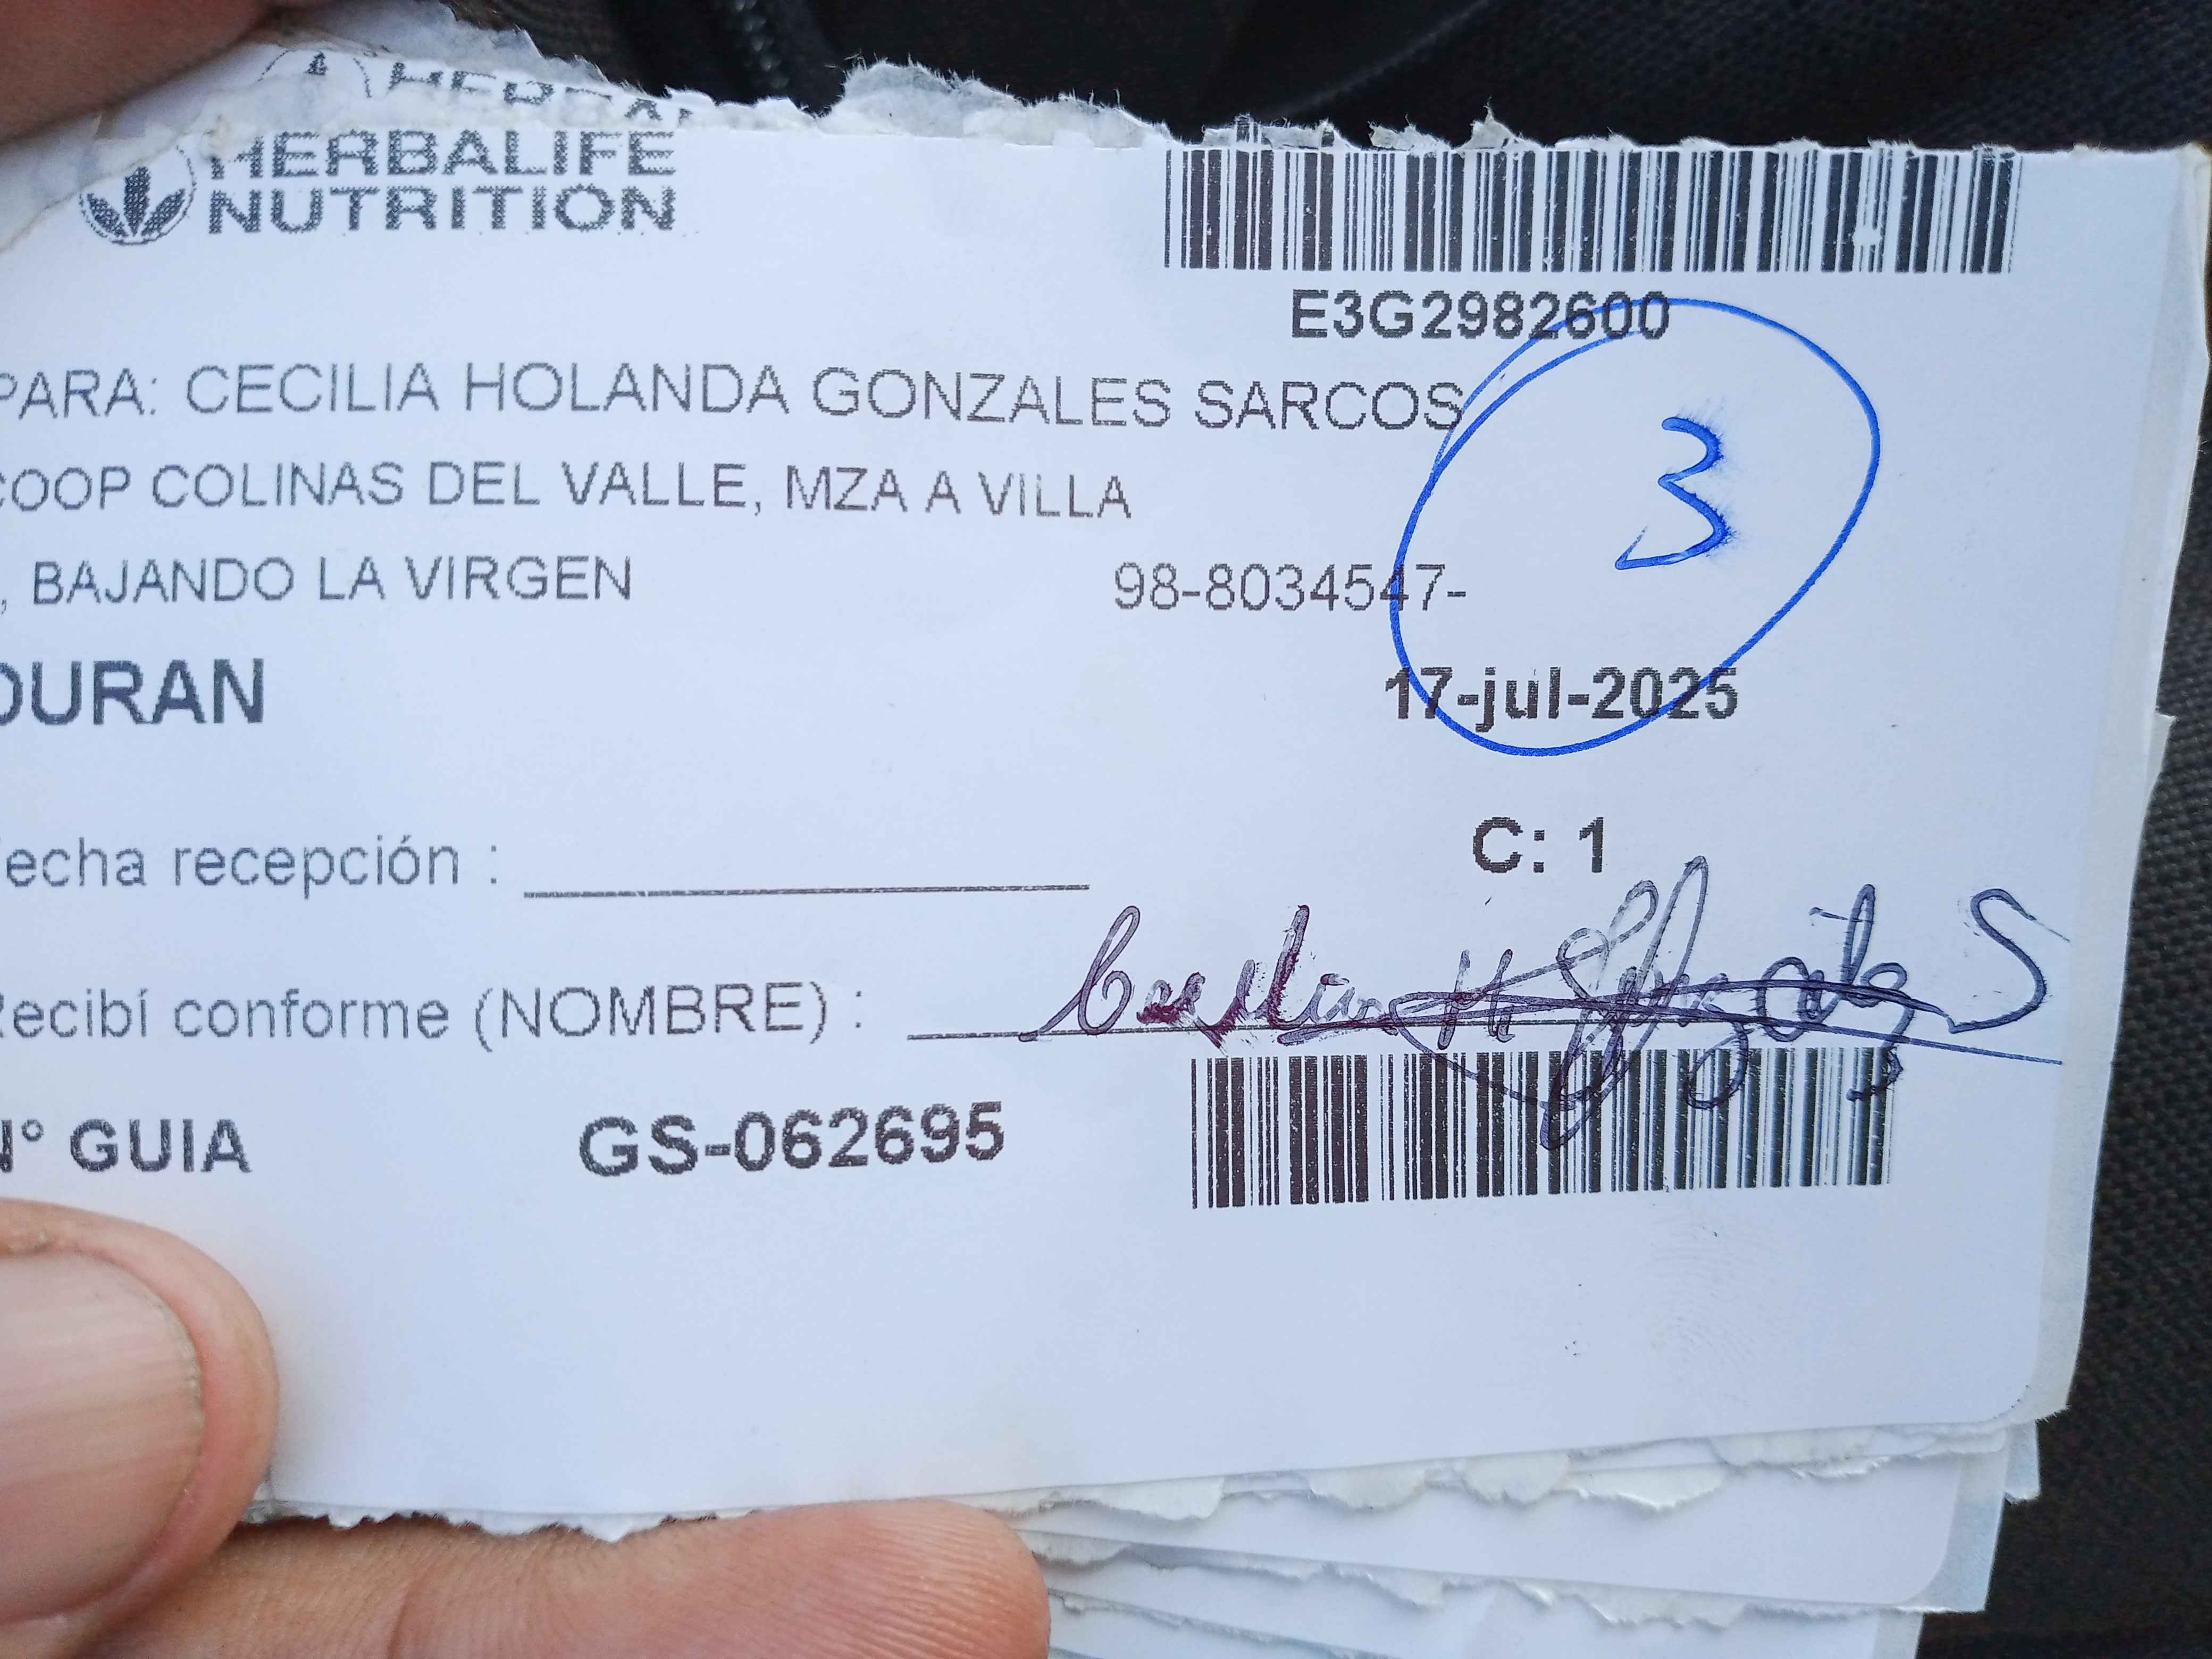 HERBALIFE
NUTRITION
E3G2982600
PARA: CECILIA HOLANDA GONZALES SARCOS
COOP COLINAS DEL VALLE, MZA A VILLA
3
, BAJANDO LA VIRGEN 98-8034547-
DURAN 17-jul-2025
C: 1
fecha recepción :
Recibí conforme (NOMBRE) :
N° GUIA GS-062695